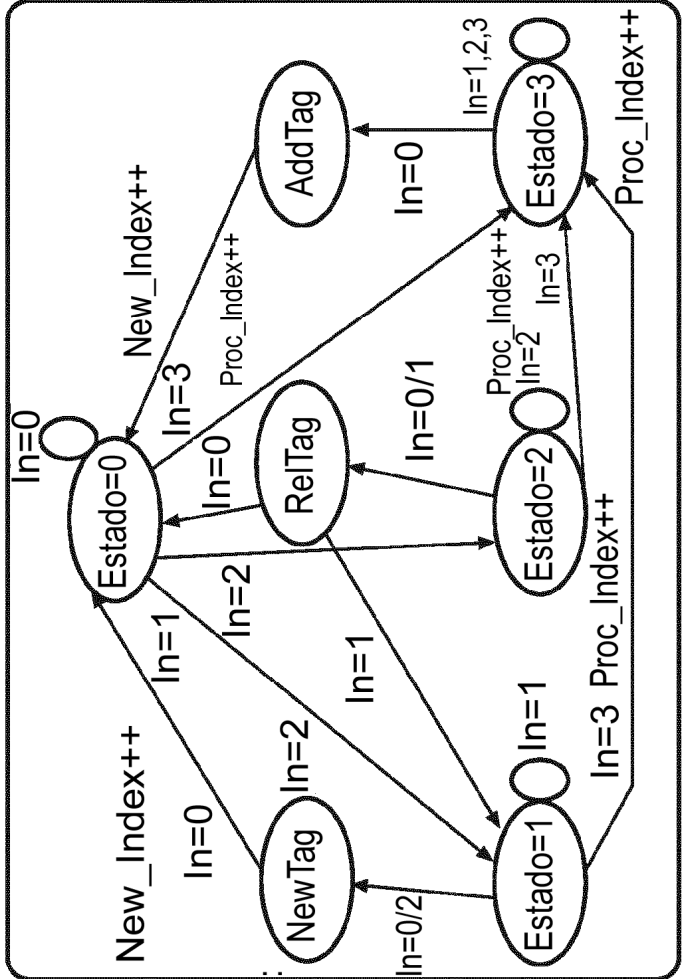 In=0
Estado=0
New_Index++
New_Index++
In=1
In=3
In=0
In=0
In=2
Proc_Index++
:
NewTag
In=2
RelTag
AddTag
In=1
In=0/2
In=0/1
In=0
In=1,2,3
Proc_Index++
In=2
In=3
Estado=1
In=1
Estado=2
Estado=3
In=3 Proc_Index++
Proc_Index++